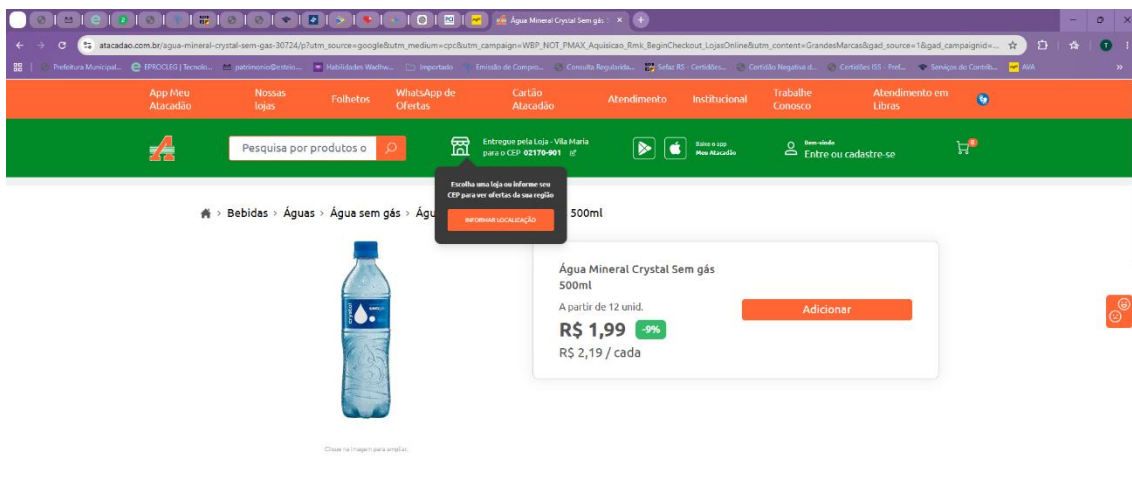 Água Mineral Crystal Sem gás :
atacadao.com.br/agua-mineral-crystal-sem-gas-30724/p?utm_source=google&utm_medium=cpc&utm_campaign=WBP_NOT_PMAX_Aquisicao_Rmk_BeginCheckout_LojasOnline&utm_content=GrandesMarcas&gad_source=1&gad_campaignid=...
Prefeitura Municipal... EPROCLEG | Tecnolo... Habilidades Wadhw... Importado Emissão de Compro... Consulta Regularida... Sefaz RS - Certidões... Certidão Negativa d... Certidões ISS - Pref... Serviços do Contrib... AVA
App Meu Atacadão Nossas lojas Folhetos WhatsApp de Ofertas Cartão Atacadão Atendimento Institucional Trabalhe Conosco Atendimento em Libras
Pesquisa por produtos o
Entregue pela Loja - Vila Maria
para o CEP 02170-901
Baixe o app
Meu Atacadão
Bem-vindo
Entre ou cadastre-se
0
Escolha uma loja ou informe seu
CEP para ver ofertas da sua região
INFORMAR LOCALIZAÇÃO
Bebidas > Águas > Água sem gás > Águ 500ml
crystal
Água Mineral Crystal Sem gás
500ml
A partir de 12 unid.
R$ 1,99 -9%
R$ 2,19 / cada
Adicionar
Clique na imagem para ampliar.